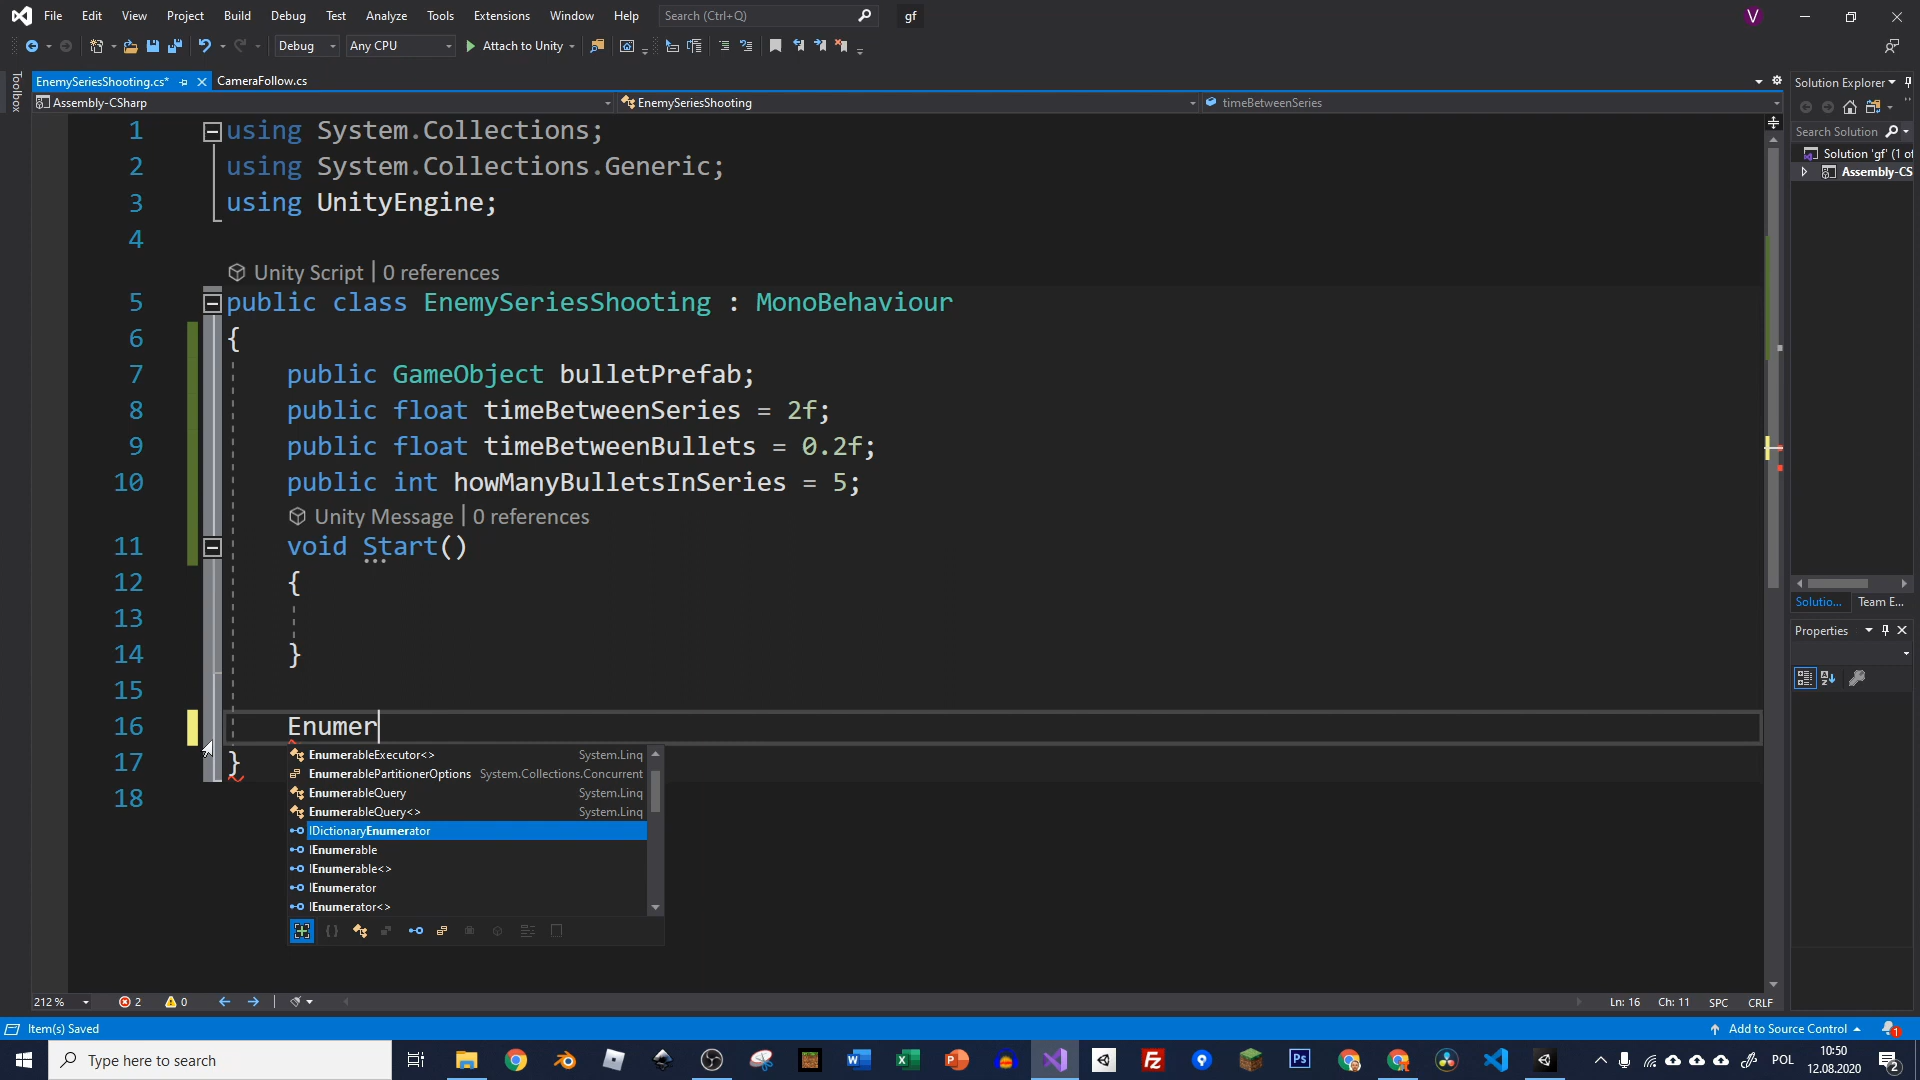 File Edit View Project Build Debug Test Analyze Tools Extensions Window Help Search (Ctrl+Q) gf V
Debug Any CPU Attach to Unity
Toolbox
EnemySeriesShooting.cs* CameraFollow.cs
Assembly-CSharp EnemySeriesShooting timeBetweenSeries
1 using System.Collections;
2 using System.Collections.Generic;
3 using UnityEngine;
4
Unity Script | 0 references
5 public class EnemySeriesShooting : MonoBehaviour
6 {
7 public GameObject bulletPrefab;
8 public float timeBetweenSeries = 2f;
9 public float timeBetweenBullets = 0.2f;
10 public int howManyBulletsInSeries = 5;
Unity Message | 0 references
11 void Start()
12 {
13
14 }
15
16 Enumer
17 }
18
EnumerableExecutor<> System.Linq
EnumerablePartitionerOptions System.Collections.Concurrent
EnumerableQuery System.Linq
EnumerableQuery<> System.Linq
IDictionaryEnumerator
IEnumerable
IEnumerable<>
IEnumerator
IEnumerator<>
Solution Explorer
Search Solution
Solution 'gf' (1 of
Assembly-CS
Solutio... Team E...
Properties
212 % 2 0 Ln: 16 Ch: 11 SPC CRLF
Item(s) Saved Add to Source Control 1
Type here to search POL 10:50
12.08.2020 2